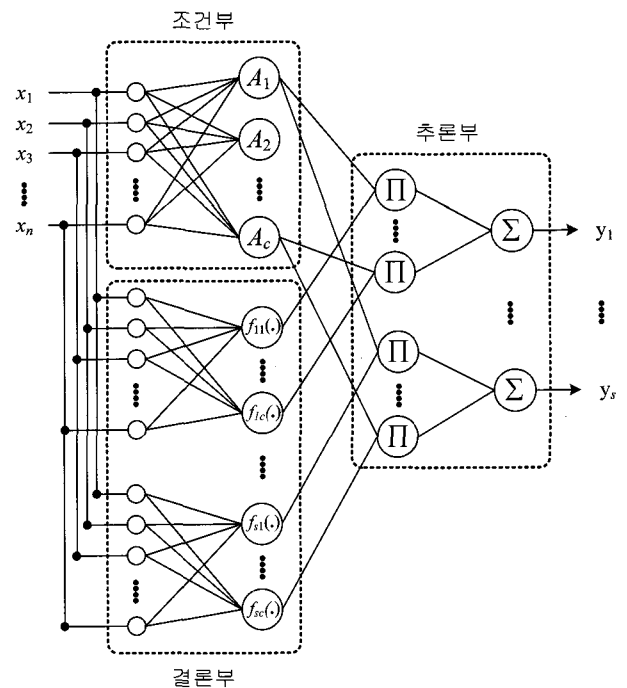 조건부
x1
x2
x3
xn
A1
A2
Ac
추론부
∏
∏
∏
∏
Σ
Σ
y1
ys
f11(.)
f1c(.)
fs1(.)
fsc(.)
결론부